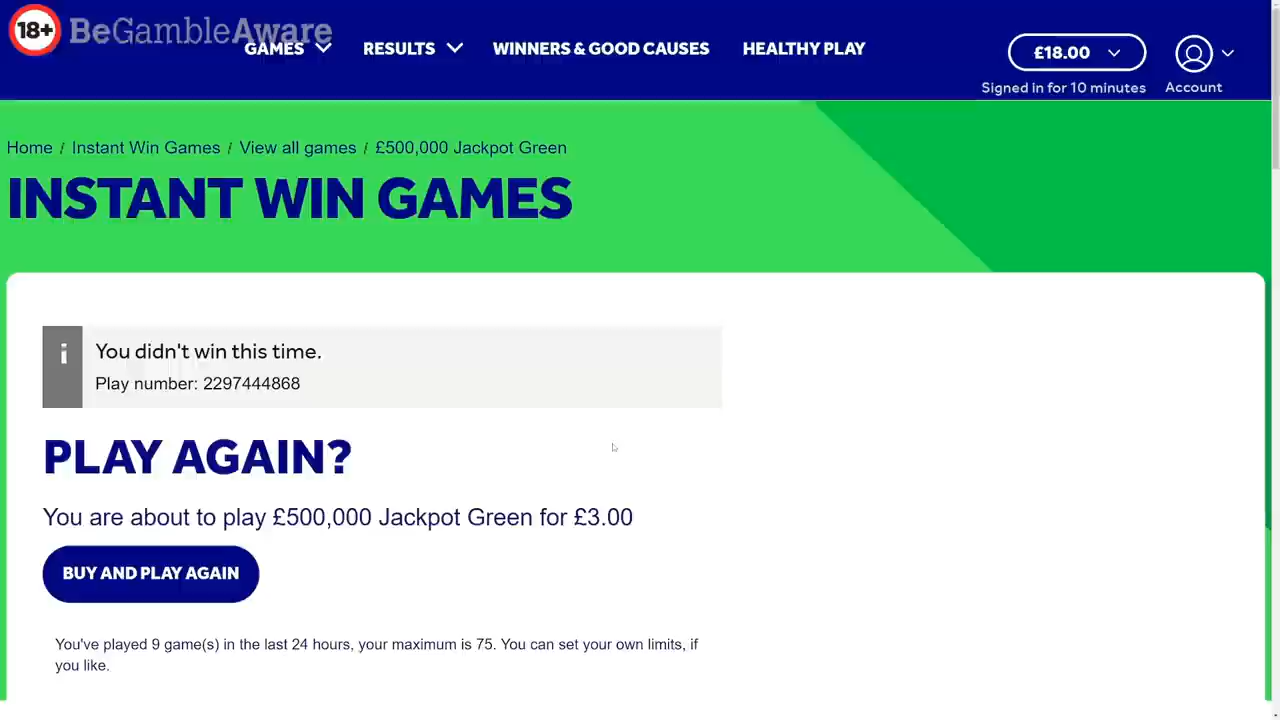 18+ BeGambleAware
GAMES RESULTS WINNERS & GOOD CAUSES HEALTHY PLAY
£18.00
Signed in for 10 minutes Account
Home / Instant Win Games / View all games / £500,000 Jackpot Green
INSTANT WIN GAMES
i You didn't win this time.
Play number: 2297444868
PLAY AGAIN?
You are about to play £500,000 Jackpot Green for £3.00
BUY AND PLAY AGAIN
You've played 9 game(s) in the last 24 hours, your maximum is 75. You can set your own limits, if
you like.